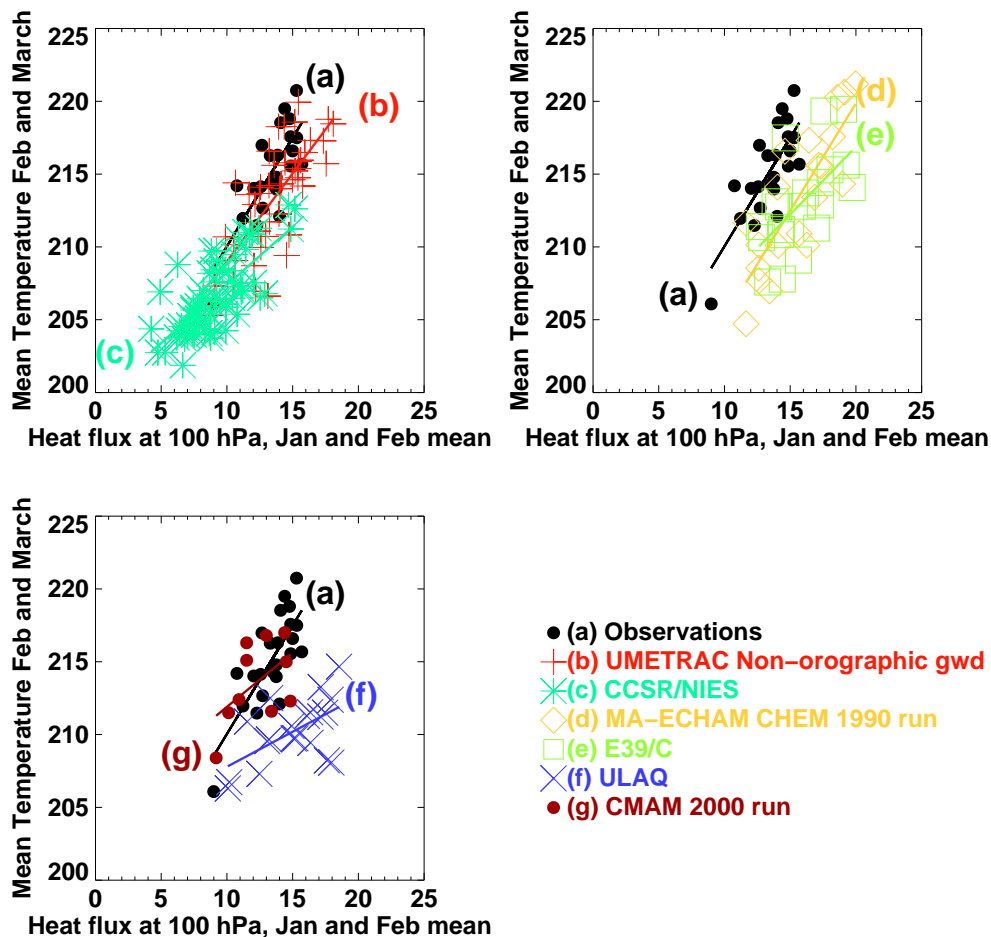 225
220
215
210
205
200
Mean Temperature Feb and March
(a)
(b)
(c)
0 5 10 15 20 25
Heat flux at 100 hPa, Jan and Feb mean
225
220
215
210
205
200
Mean Temperature Feb and March
(d)
(e)
(a)
0 5 10 15 20 25
Heat flux at 100 hPa, Jan and Feb mean
225
220
215
210
205
200
Mean Temperature Feb and March
(a)
(f)
(g)
0 5 10 15 20 25
Heat flux at 100 hPa, Jan and Feb mean
(a) Observations
(b) UMETRAC Non−orographic gwd
(c) CCSR/NIES
(d) MA−ECHAM CHEM 1990 run
(e) E39/C
(f) ULAQ
(g) CMAM 2000 run